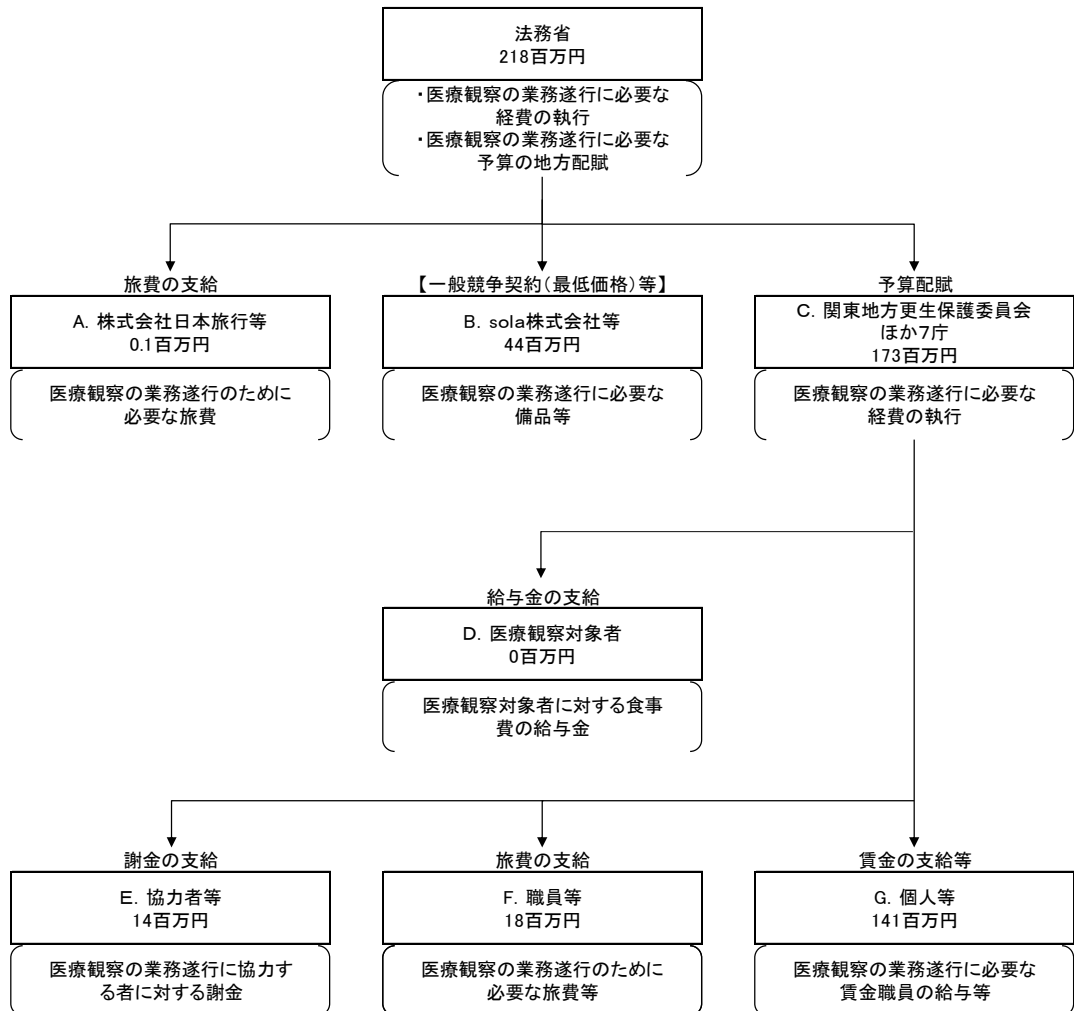 法務省
218百万円
・医療観察の業務遂行に必要な
経費の執行
・医療観察の業務遂行に必要な
予算の地方配賦
旅費の支給
A．株式会社日本旅行等
0.1百万円
医療観察の業務遂行のために
必要な旅費
【一般競争契約（最低価格）等】
B．sola株式会社等
44百万円
医療観察の業務遂行に必要な
備品等
予算配賦
C．関東地方更生保護委員会
ほか7庁
173百万円
医療観察の業務遂行に必要な
経費の執行
給与金の支給
D．医療観察対象者
0百万円
医療観察対象者に対する食事
費の給与金
謝金の支給
E．協力者等
14百万円
医療観察の業務遂行に協力す
る者に対する謝金
旅費の支給
F．職員等
18百万円
医療観察の業務遂行のために
必要な旅費等
賃金の支給等
G．個人等
141百万円
医療観察の業務遂行に必要な
賃金職員の給与等